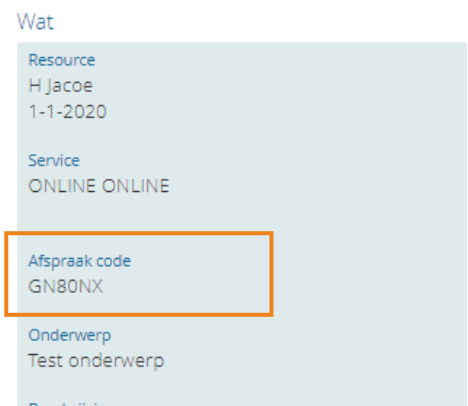 Wat
Resource
H Jacoe
1-1-2020
Service
ONLINE ONLINE
Afspraak code
GN80NX
Onderwerp
Test onderwerp